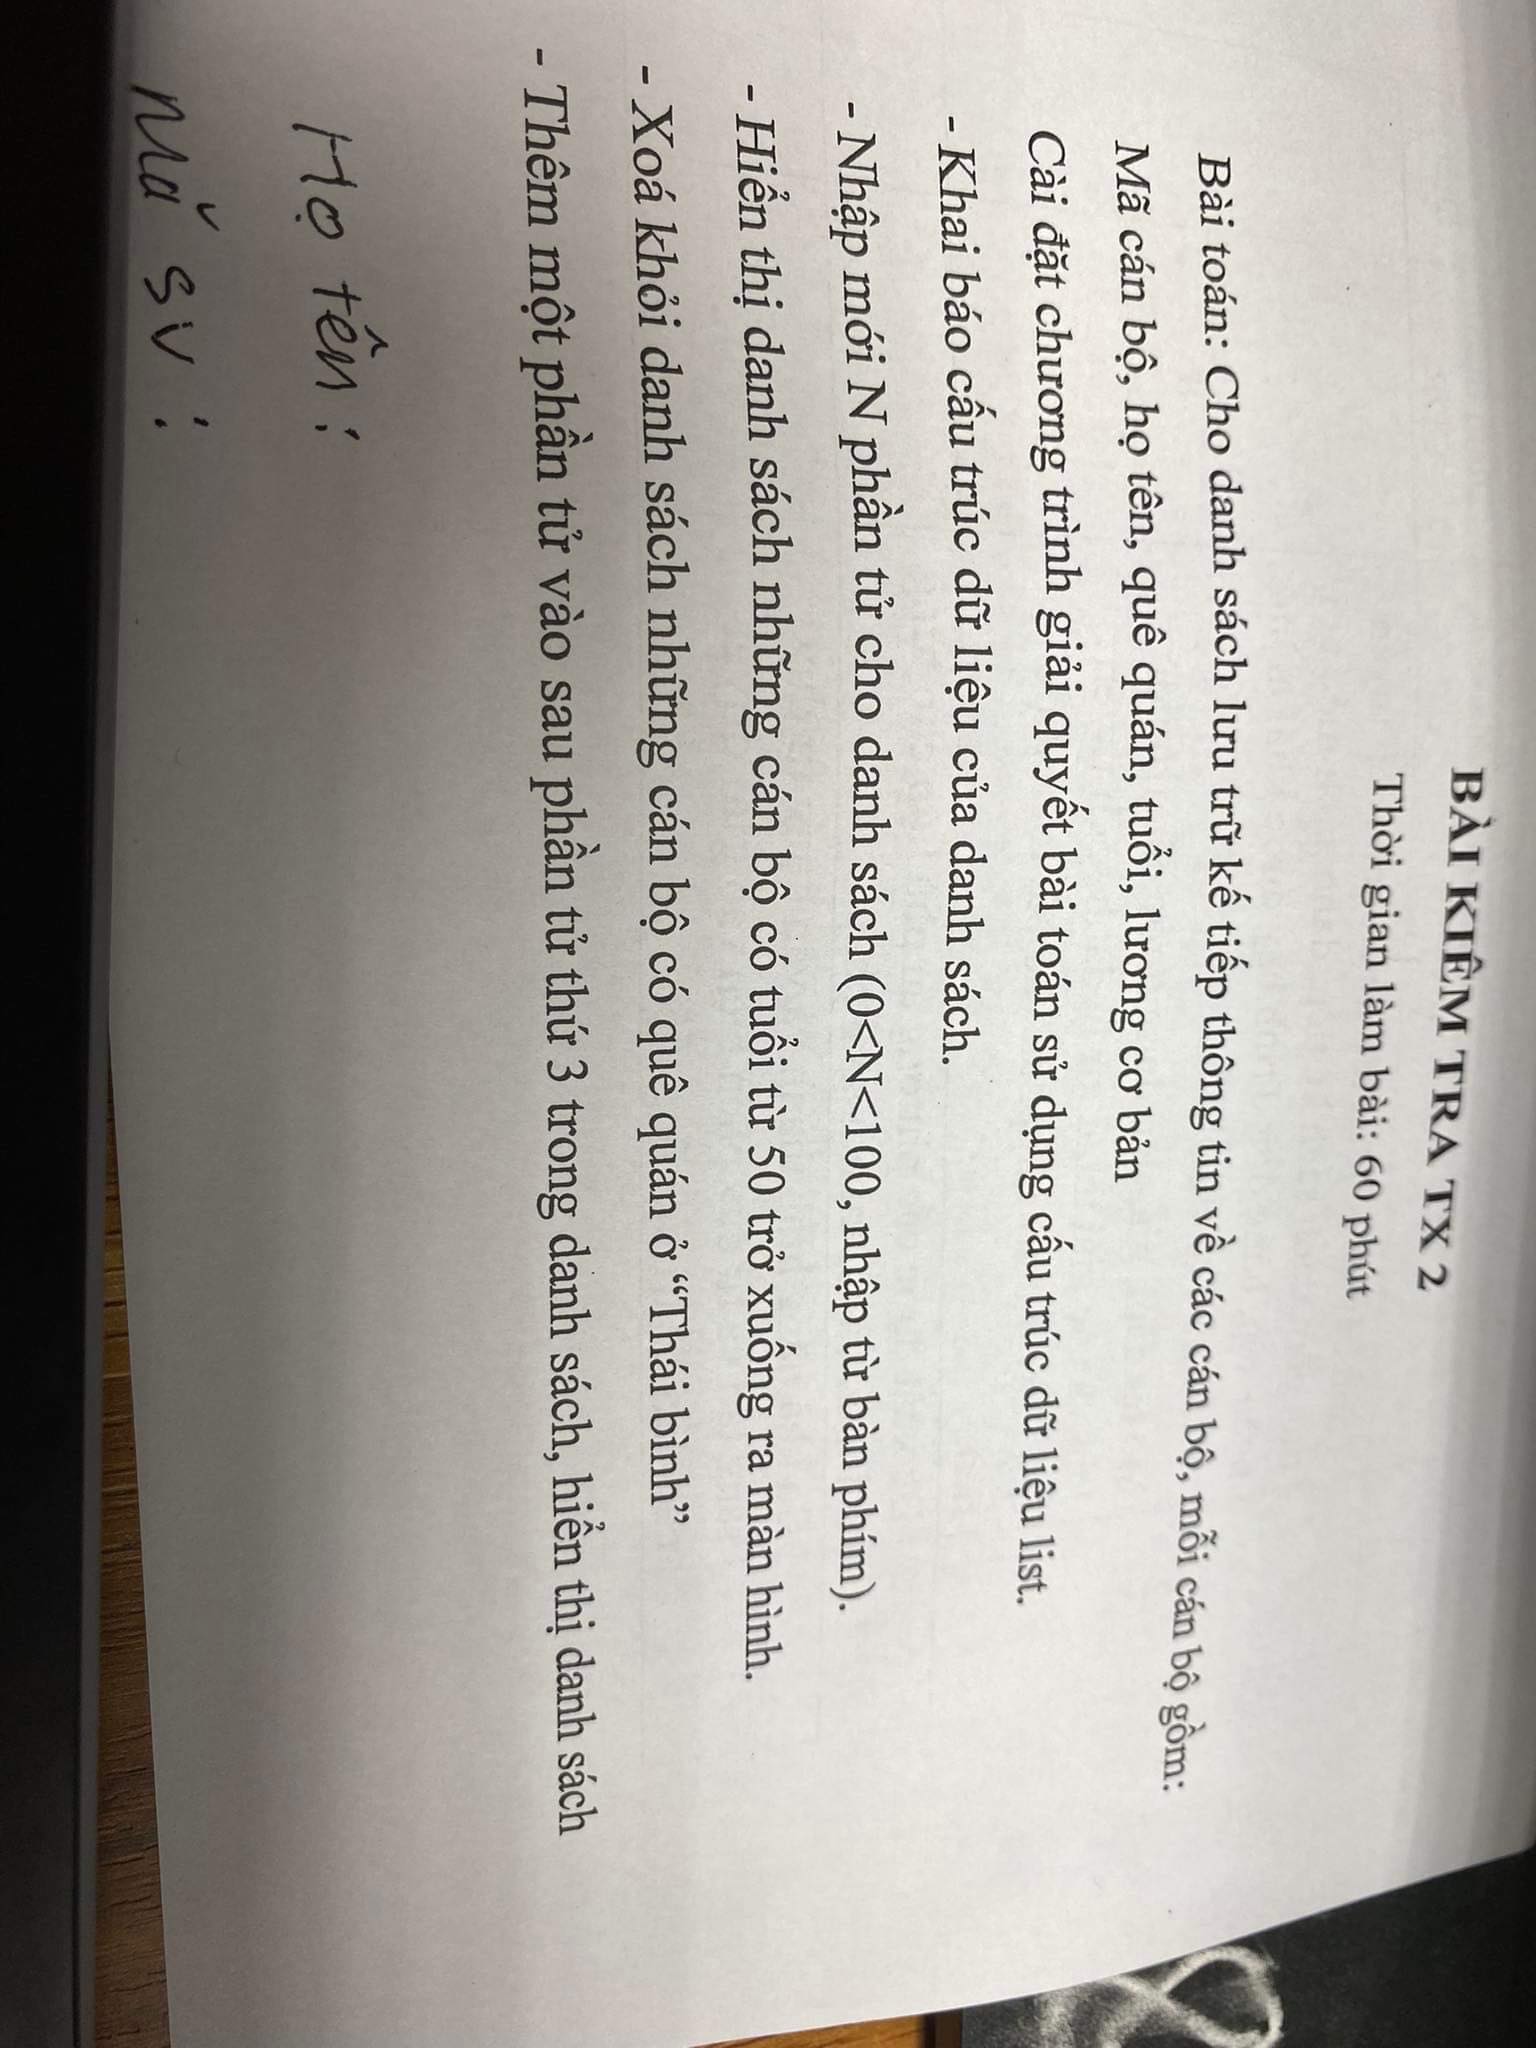 BÀI KIÊM TRA TX 2
Thời gian làm bài: 60 phút
Bài toán: Cho danh sách lưu trữ kế tiếp thông tin về các cán bộ, mỗi cán bộ gồm:
Mã cán bộ, họ tên, quê quán, tuổi, lương cơ bản
Cài đặt chương trình giải quyết bài toán sử dụng cấu trúc dữ liệu list.
- Khai báo cấu trúc dữ liệu của danh sách.
- Nhập mới N phần tử cho danh sách (0<N<100, nhập từ bàn phím).
- Hiển thị danh sách những cán bộ có tuổi từ 50 trở xuống ra màn hình.
- Xoá khỏi danh sách những cán bộ có quê quán ở “Thái bình”
- Thêm một phần tử vào sau phần tử thứ 3 trong danh sách, hiển thị danh sách
Họ tên :
Mã sv :